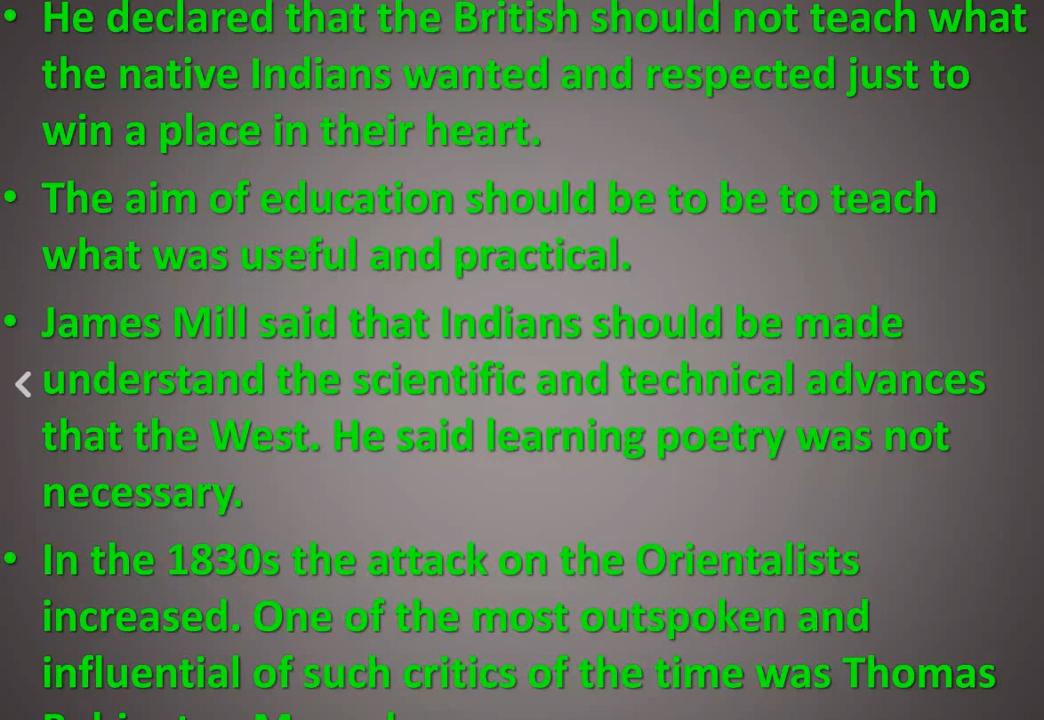 • He declared that the British should not teach what
the native Indians wanted and respected just to
win a place in their heart.
• The aim of education should be to be to teach
what was useful and practical.
• James Mill said that Indians should be made
understand the scientific and technical advances
that the West. He said learning poetry was not
necessary.
• In the 1830s the attack on the Orientalists
increased. One of the most outspoken and
influential of such critics of the time was Thomas